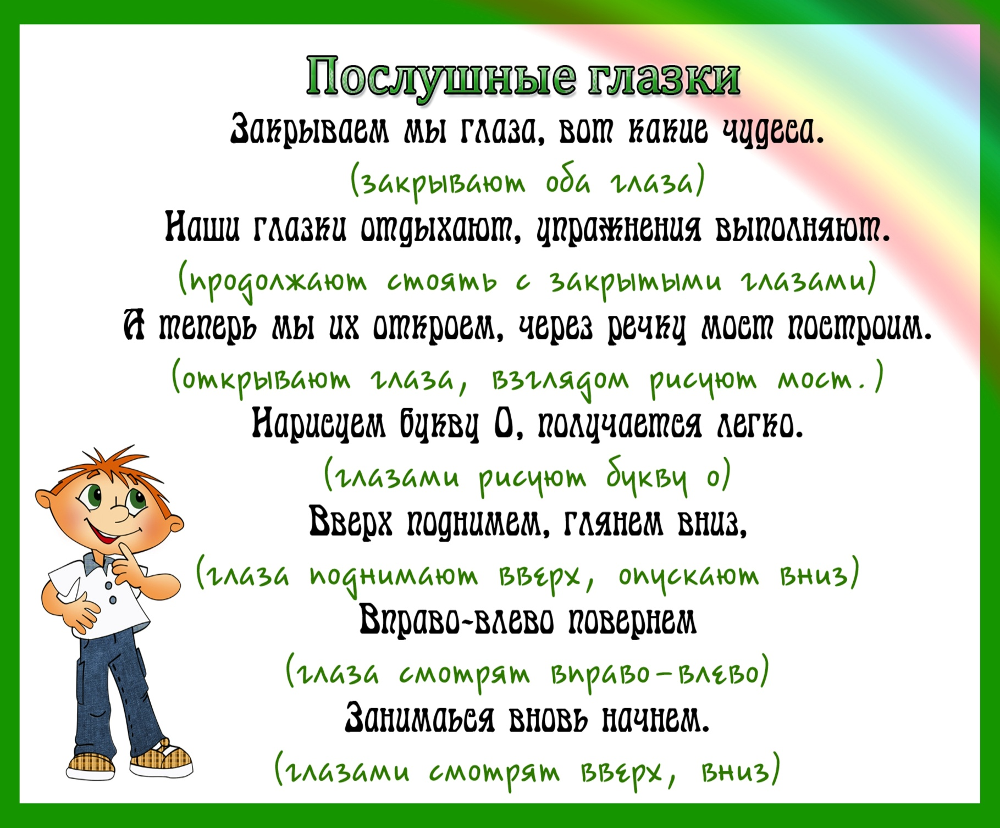 Послушные глазки
Закрываем мы глаза, вот какие чудеса.
(закрывают оба глаза)
Наши глазки отдыхают, упражнения выполняют.
(продолжают стоять с закрытыми глазами)
А теперь мы их откроем, через речку мост построим.
(открывают глаза, взглядом рисуют мост.)
Нарисуем букву О, получается легко.
(глазами рисуют букву о)
Вверх поднимем, глянем вниз,
(глаза поднимают вверх, опускают вниз)
Вправо-влево повернем
(глаза смотрят вправо-влево)
Заниmаься вновь начнем.
(глазами смотрят вверх, вниз)